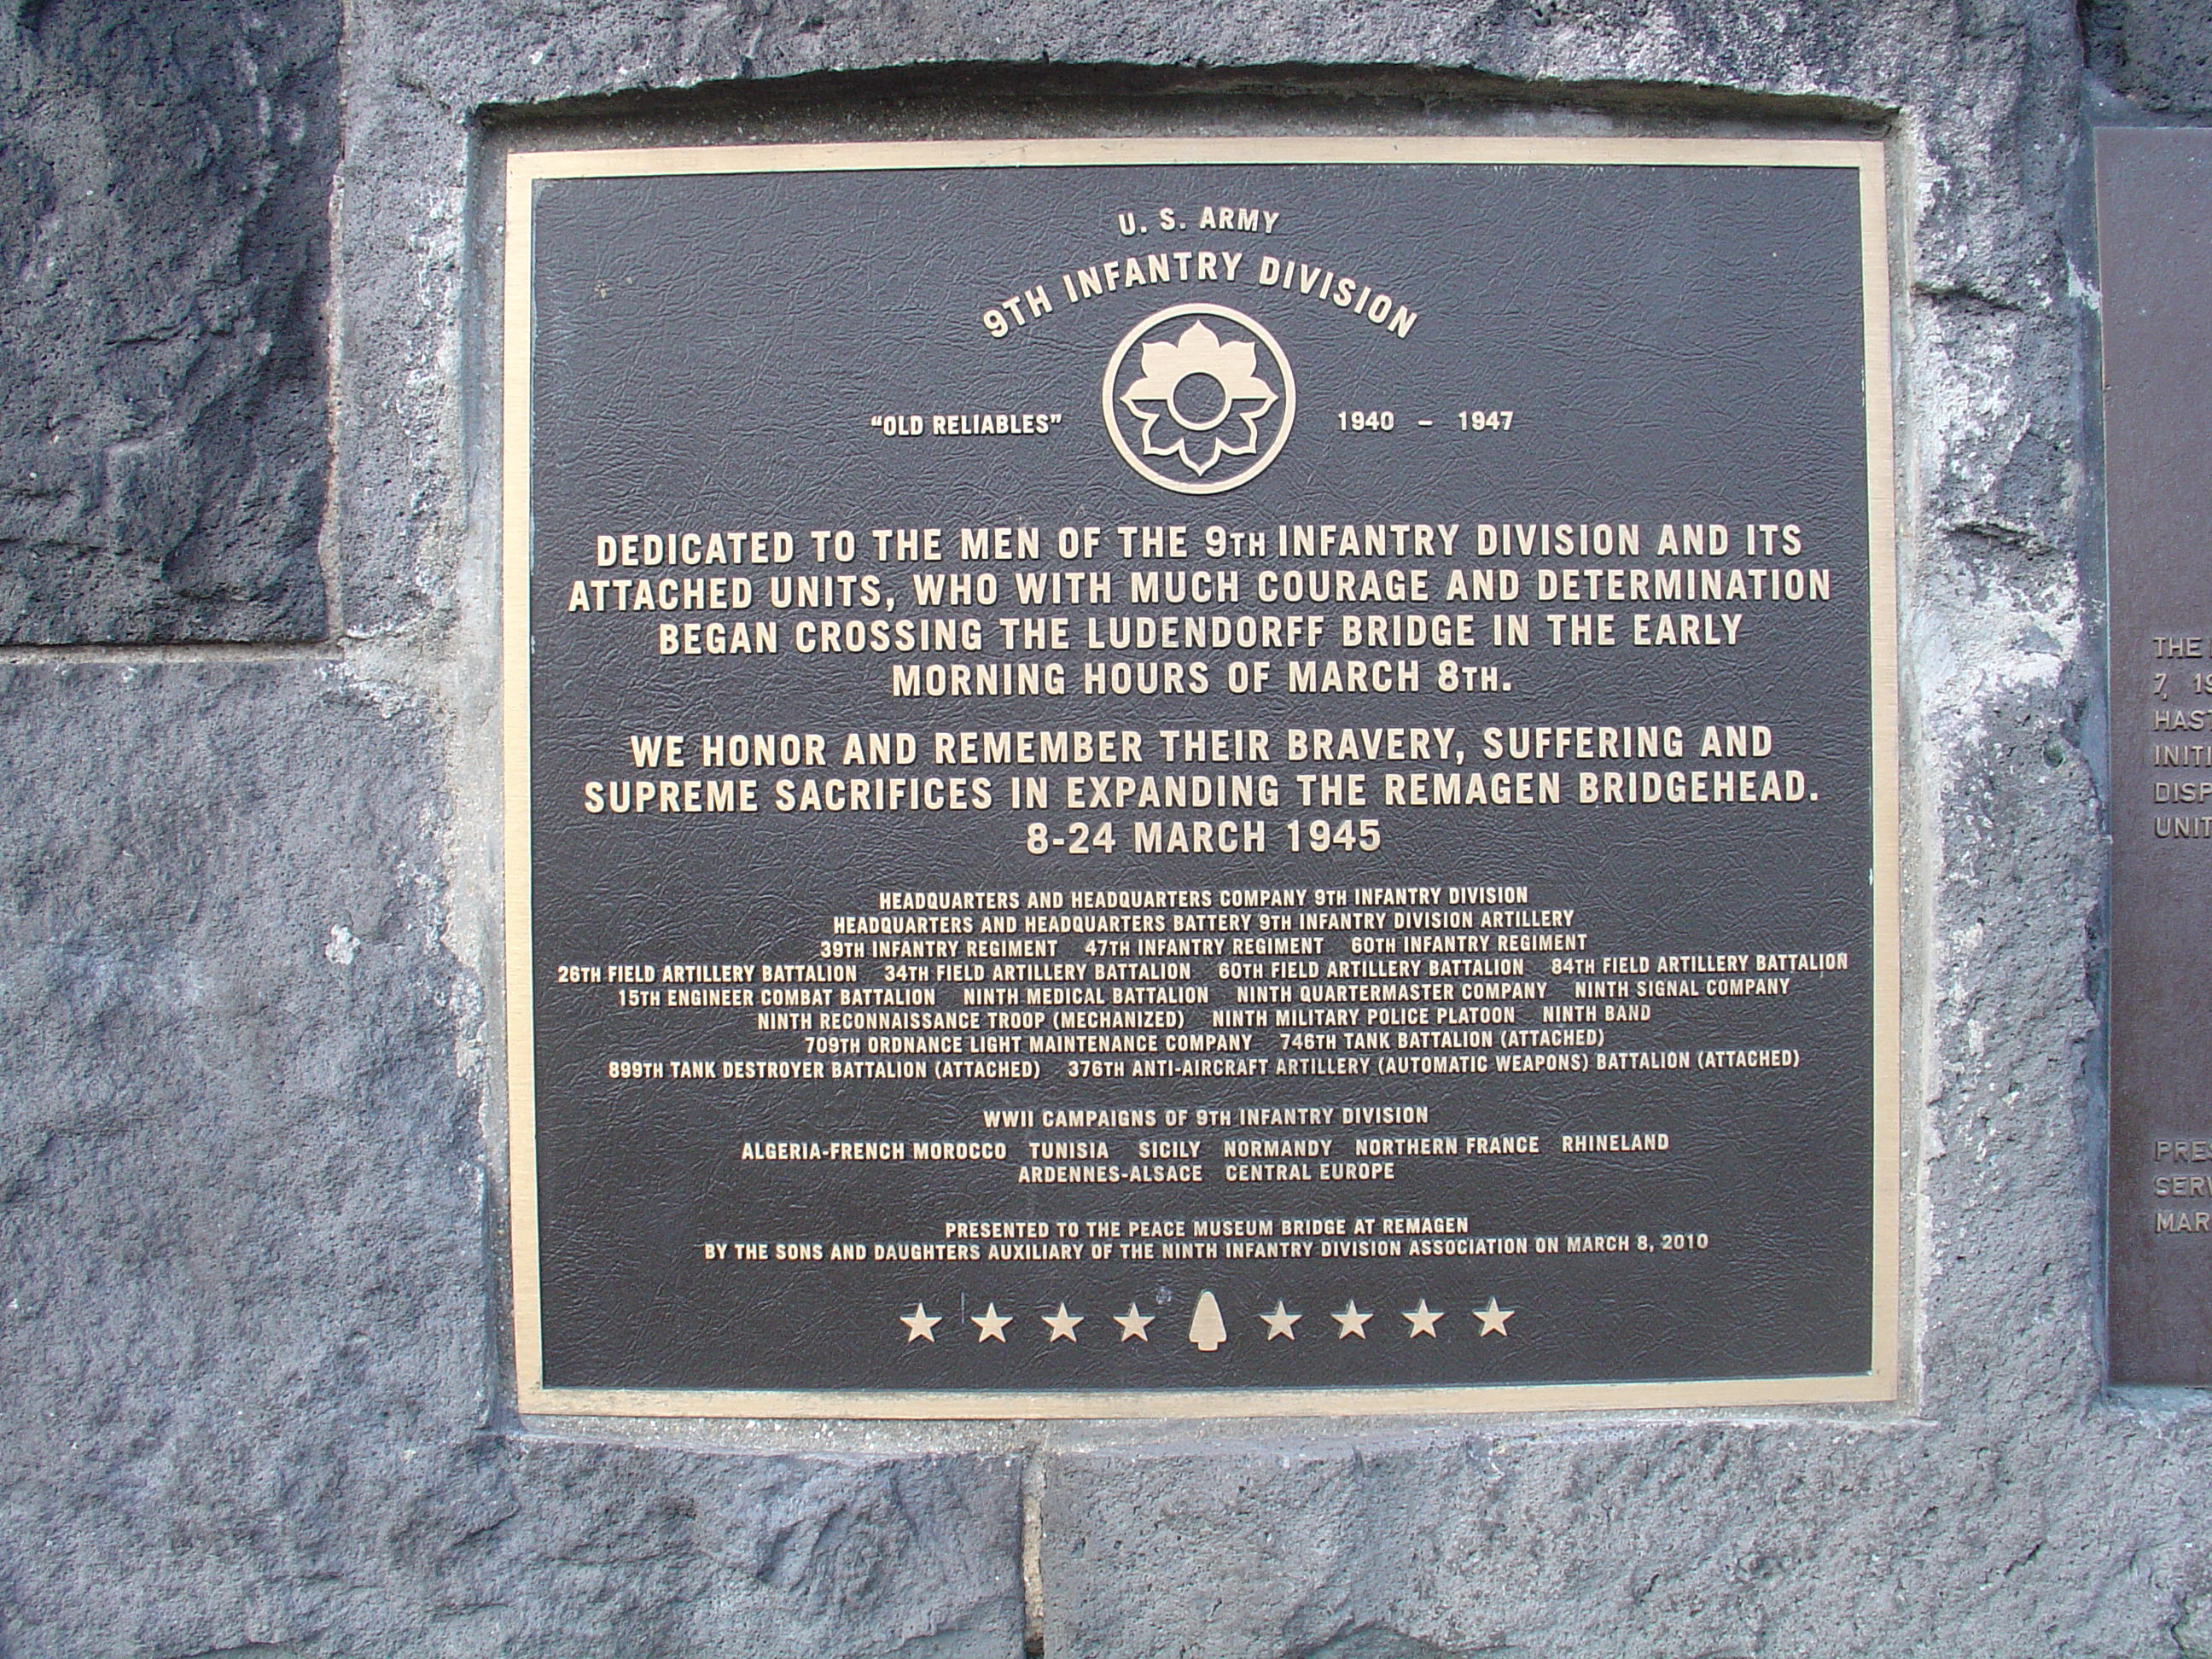 U. S. ARMY
9TH INFANTRY DIVISION
"OLD RELIABLES" 1940 – 1947
DEDICATED TO THE MEN OF THE 9TH INFANTRY DIVISION AND ITS
ATTACHED UNITS, WHO WITH MUCH COURAGE AND DETERMINATION
BEGAN CROSSING THE LUDENDORFF BRIDGE IN THE EARLY
MORNING HOURS OF MARCH 8TH.
WE HONOR AND REMEMBER THEIR BRAVERY, SUFFERING AND
SUPREME SACRIFICES IN EXPANDING THE REMAGEN BRIDGEHEAD.
8-24 MARCH 1945
HEADQUARTERS AND HEADQUARTERS COMPANY 9TH INFANTRY DIVISION
HEADQUARTERS AND HEADQUARTERS BATTERY 9TH INFANTRY DIVISION ARTILLERY
39TH INFANTRY REGIMENT 47TH INFANTRY REGIMENT 60TH INFANTRY REGIMENT
26TH FIELD ARTILLERY BATTALION 34TH FIELD ARTILLERY BATTALION 60TH FIELD ARTILLERY BATTALION 84TH FIELD ARTILLERY BATTALION
15TH ENGINEER COMBAT BATTALION NINTH MEDICAL BATTALION NINTH QUARTERMASTER COMPANY NINTH SIGNAL COMPANY
NINTH RECONNAISSANCE TROOP (MECHANIZED) NINTH MILITARY POLICE PLATOON NINTH BAND
709TH ORDNANCE LIGHT MAINTENANCE COMPANY 746TH TANK BATTALION (ATTACHED)
899TH TANK DESTROYER BATTALION (ATTACHED) 376TH ANTI-AIRCRAFT ARTILLERY (AUTOMATIC WEAPONS) BATTALION (ATTACHED)
WWII CAMPAIGNS OF 9TH INFANTRY DIVISION
ALGERIA-FRENCH MOROCCO TUNISIA SICILY NORMANDY NORTHERN FRANCE RHINELAND
ARDENNES-ALSACE CENTRAL EUROPE
PRESENTED TO THE PEACE MUSEUM BRIDGE AT REMAGEN
BY THE SONS AND DAUGHTERS AUXILIARY OF THE NINTH INFANTRY DIVISION ASSOCIATION ON MARCH 8, 2010
THE
7,